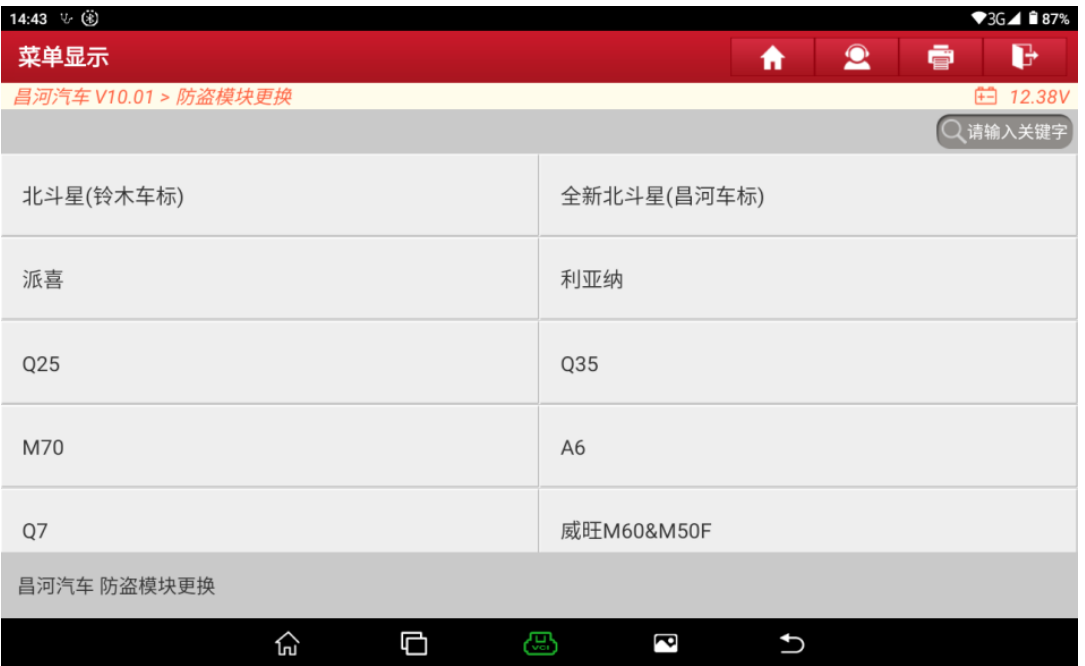 14:43 3G 87%
菜单显示
昌河汽车 V10.01 > 防盗模块更换 12.38V
请输入关键字
北斗星(铃木车标) 全新北斗星(昌河车标)
派喜 利亚纳
Q25 Q35
M70 A6
Q7 威旺M60&M50F
昌河汽车 防盗模块更换
VCI